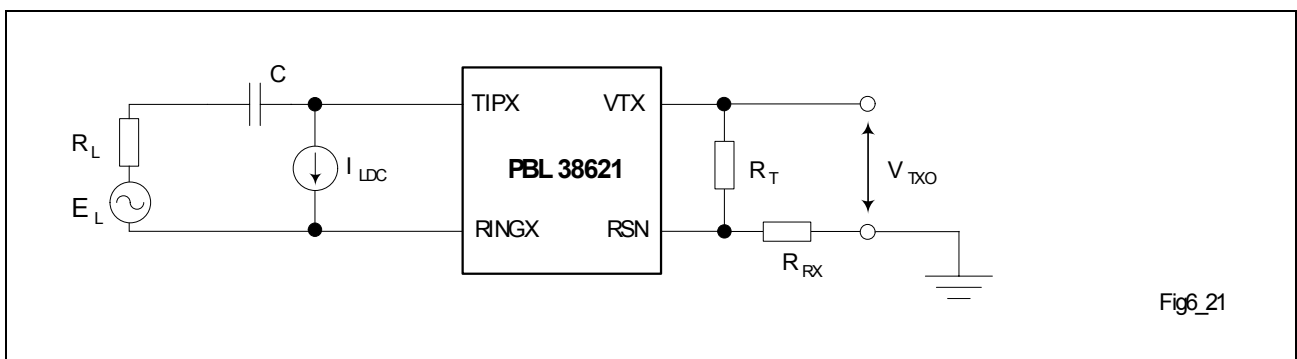 C
TIPX VTX
R L
I LDC
PBL 38621
R T
V TXO
E L
RINGX RSN
R RX
Fig6_21